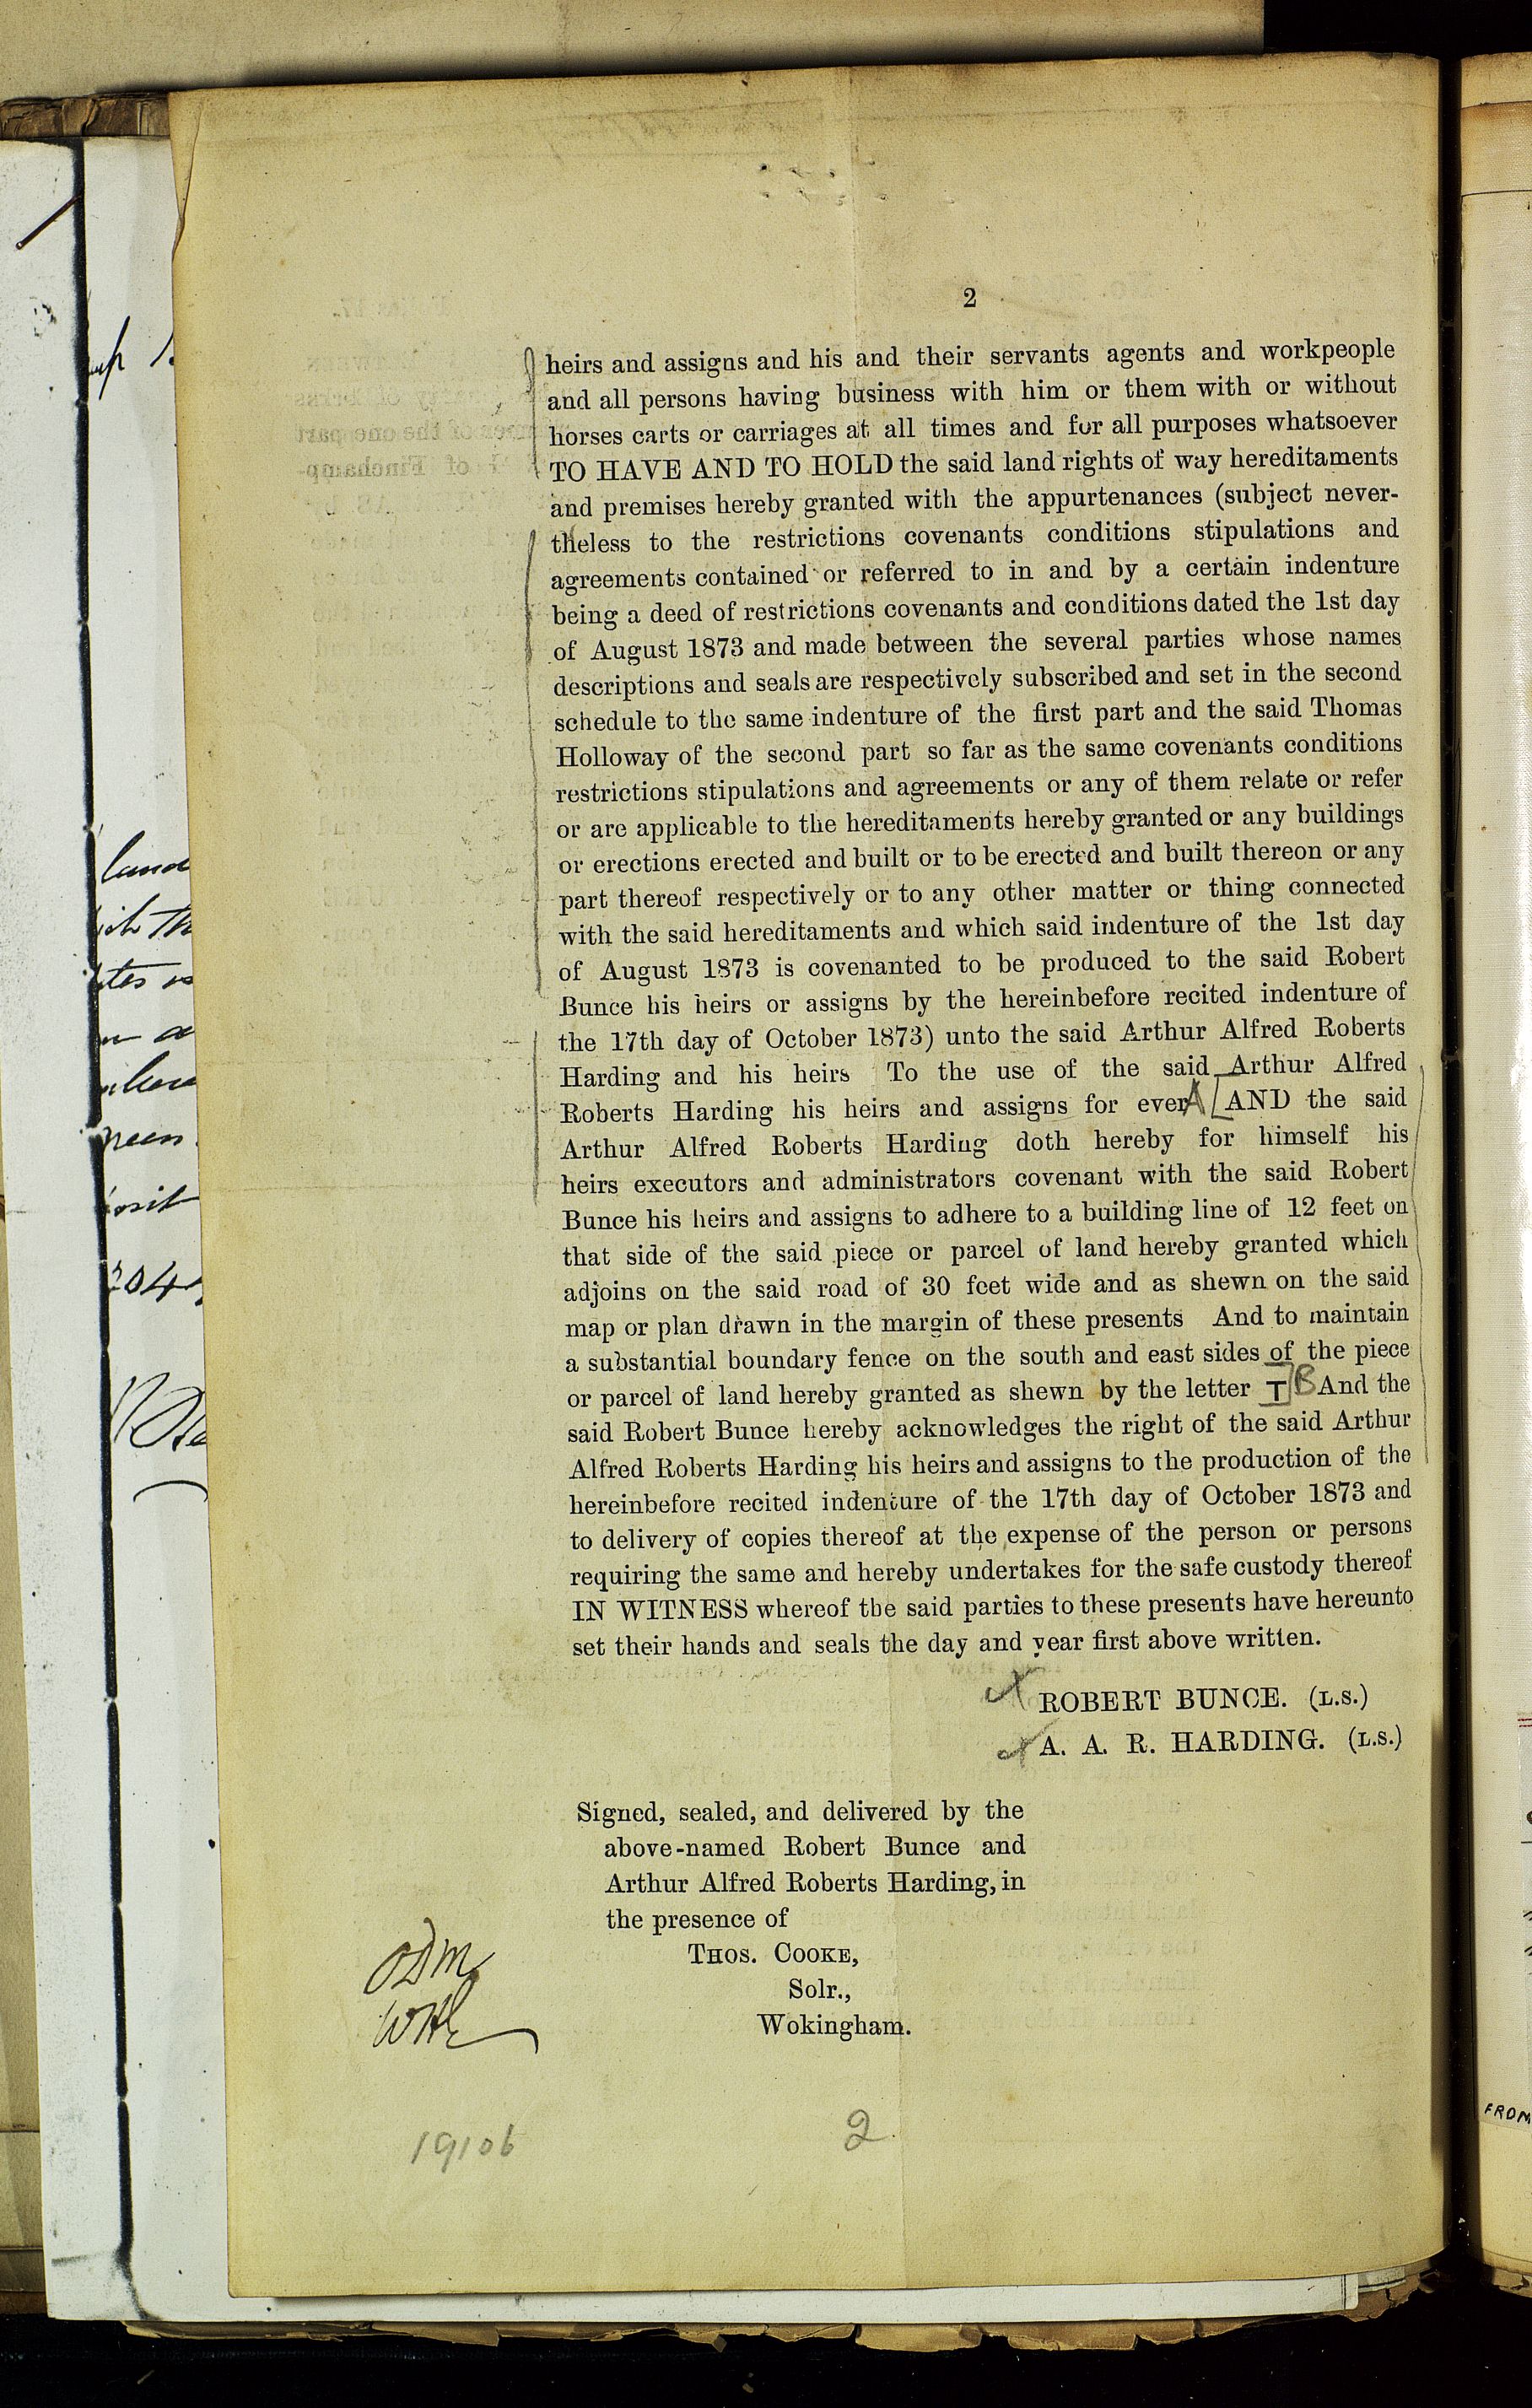 2
heirs and assigns and his and their servants agents and workpeople
and all persons having business with him or them with or without
horses carts or carriages at all times and for all purposes whatsoever
TO HAVE AND TO HOLD the said land rights of way hereditaments
and premises hereby granted with the appurtenances (subject never-
theless to the restrictions covenants conditions stipulations and
agreements contained or referred to in and by a certain indenture
being a deed of restrictions covenants and conditions dated the 1st day
of August 1873 and made between the several parties whose names
descriptions and seals are respectively subscribed and set in the second
schedule to the same indenture of the first part and the said Thomas
Holloway of the second part so far as the same covenants conditions
restrictions stipulations and agreements or any of them relate or refer
or are applicable to the hereditaments hereby granted or any buildings
or erections erected and built or to be erected and built thereon or any
part thereof respectively or to any other matter or thing connected
with the said hereditaments and which said indenture of the 1st day
of August 1873 is covenanted to be produced to the said Robert
Bunce his heirs or assigns by the hereinbefore recited indenture of
the 17th day of October 1873) unto the said Arthur Alfred Roberts
Harding and his heirs To the use of the said Arthur Alfred
Roberts Harding his heirs and assigns for ever A [AND the said
Arthur Alfred Roberts Harding doth hereby for himself his
heirs executors and administrators covenant with the said Robert
Bunce his heirs and assigns to adhere to a building line of 12 feet on
that side of the said piece or parcel of land hereby granted which
adjoins on the said road of 30 feet wide and as shewn on the said
map or plan drawn in the margin of these presents And to maintain
a substantial boundary fence on the south and east sides of the piece
or parcel of land hereby granted as shewn by the letter T] B And the
said Robert Bunce hereby acknowledges the right of the said Arthur
Alfred Roberts Harding his heirs and assigns to the production of the
hereinbefore recited indenture of the 17th day of October 1873 and
to delivery of copies thereof at the expense of the person or persons
requiring the same and hereby undertakes for the safe custody thereof
IN WITNESS whereof the said parties to these presents have hereunto
set their hands and seals the day and year first above written.
ROBERT BUNCE. (L.S.)
A. A. R. HARDING. (L.S.)
Signed, sealed, and delivered by the
above-named Robert Bunce and
Arthur Alfred Roberts Harding, in
the presence of
THOS. COOKE,
Solr.,
Wokingham.
19106
2
land
204
FROM